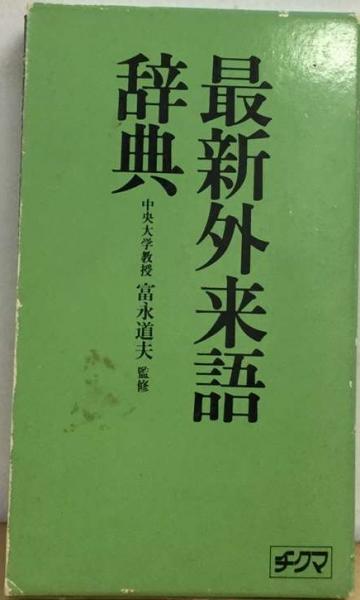 最新外来語
辞典
中央大学教授 富永道夫 監修
チクマ